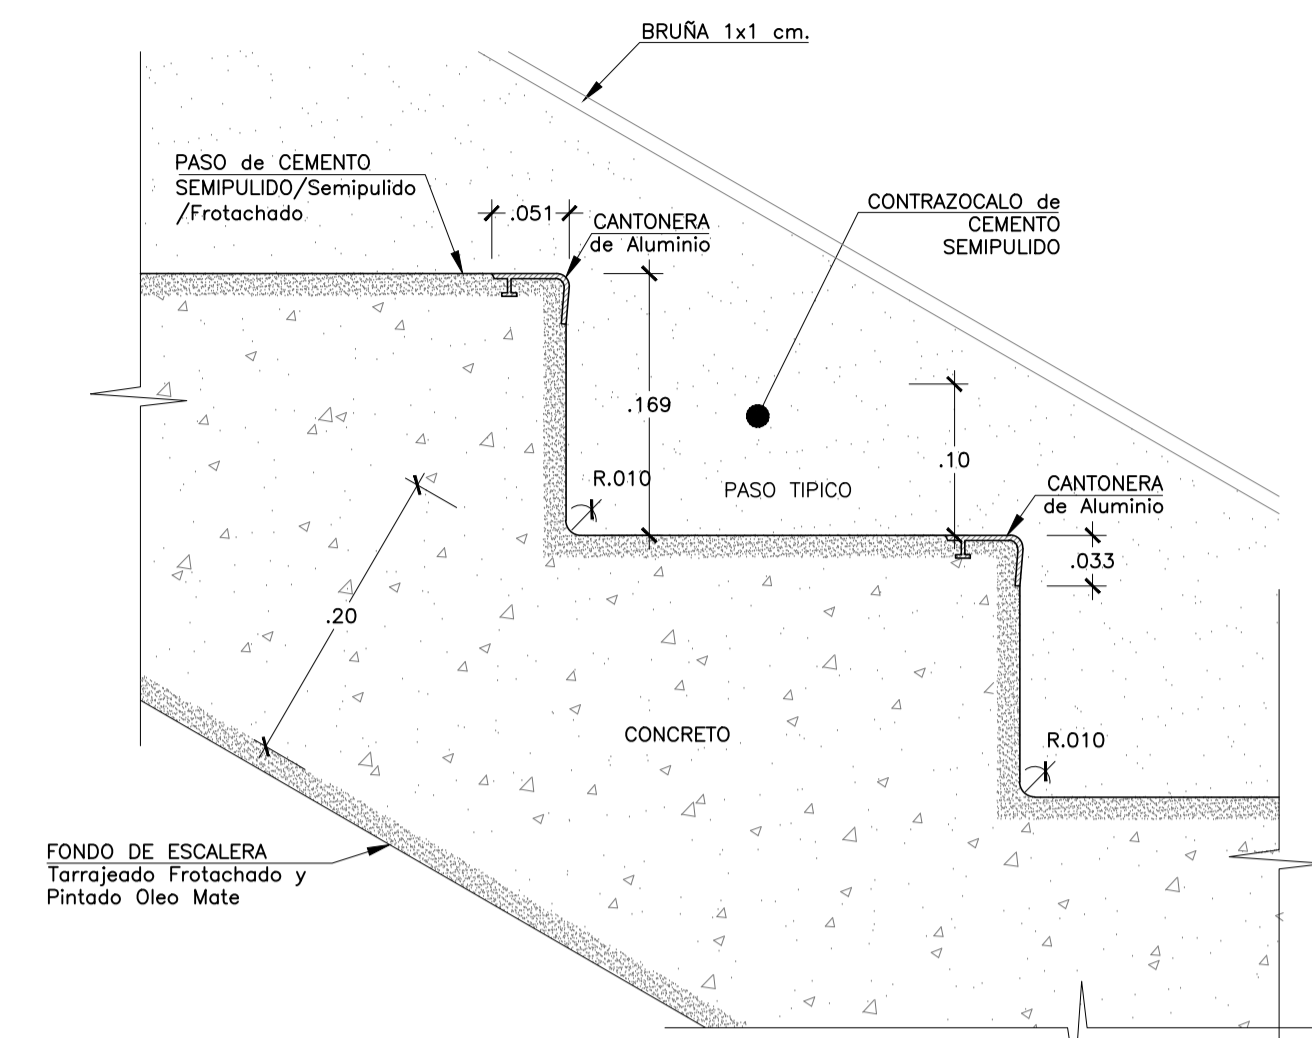 BRUÑA 1x1 cm.
PASO de CEMENTO
SEMIPULIDO/Semipulido
/Frotachado
.051
CANTONERA
de Aluminio
CONTRAZOCALO de
CEMENTO
SEMIPULIDO
.169
R.010
PASO TIPICO
.10
CANTONERA
de Aluminio
.033
.20
CONCRETO
R.010
FONDO DE ESCALERA
Tarrajeado Frotachado y
Pintado Oleo Mate